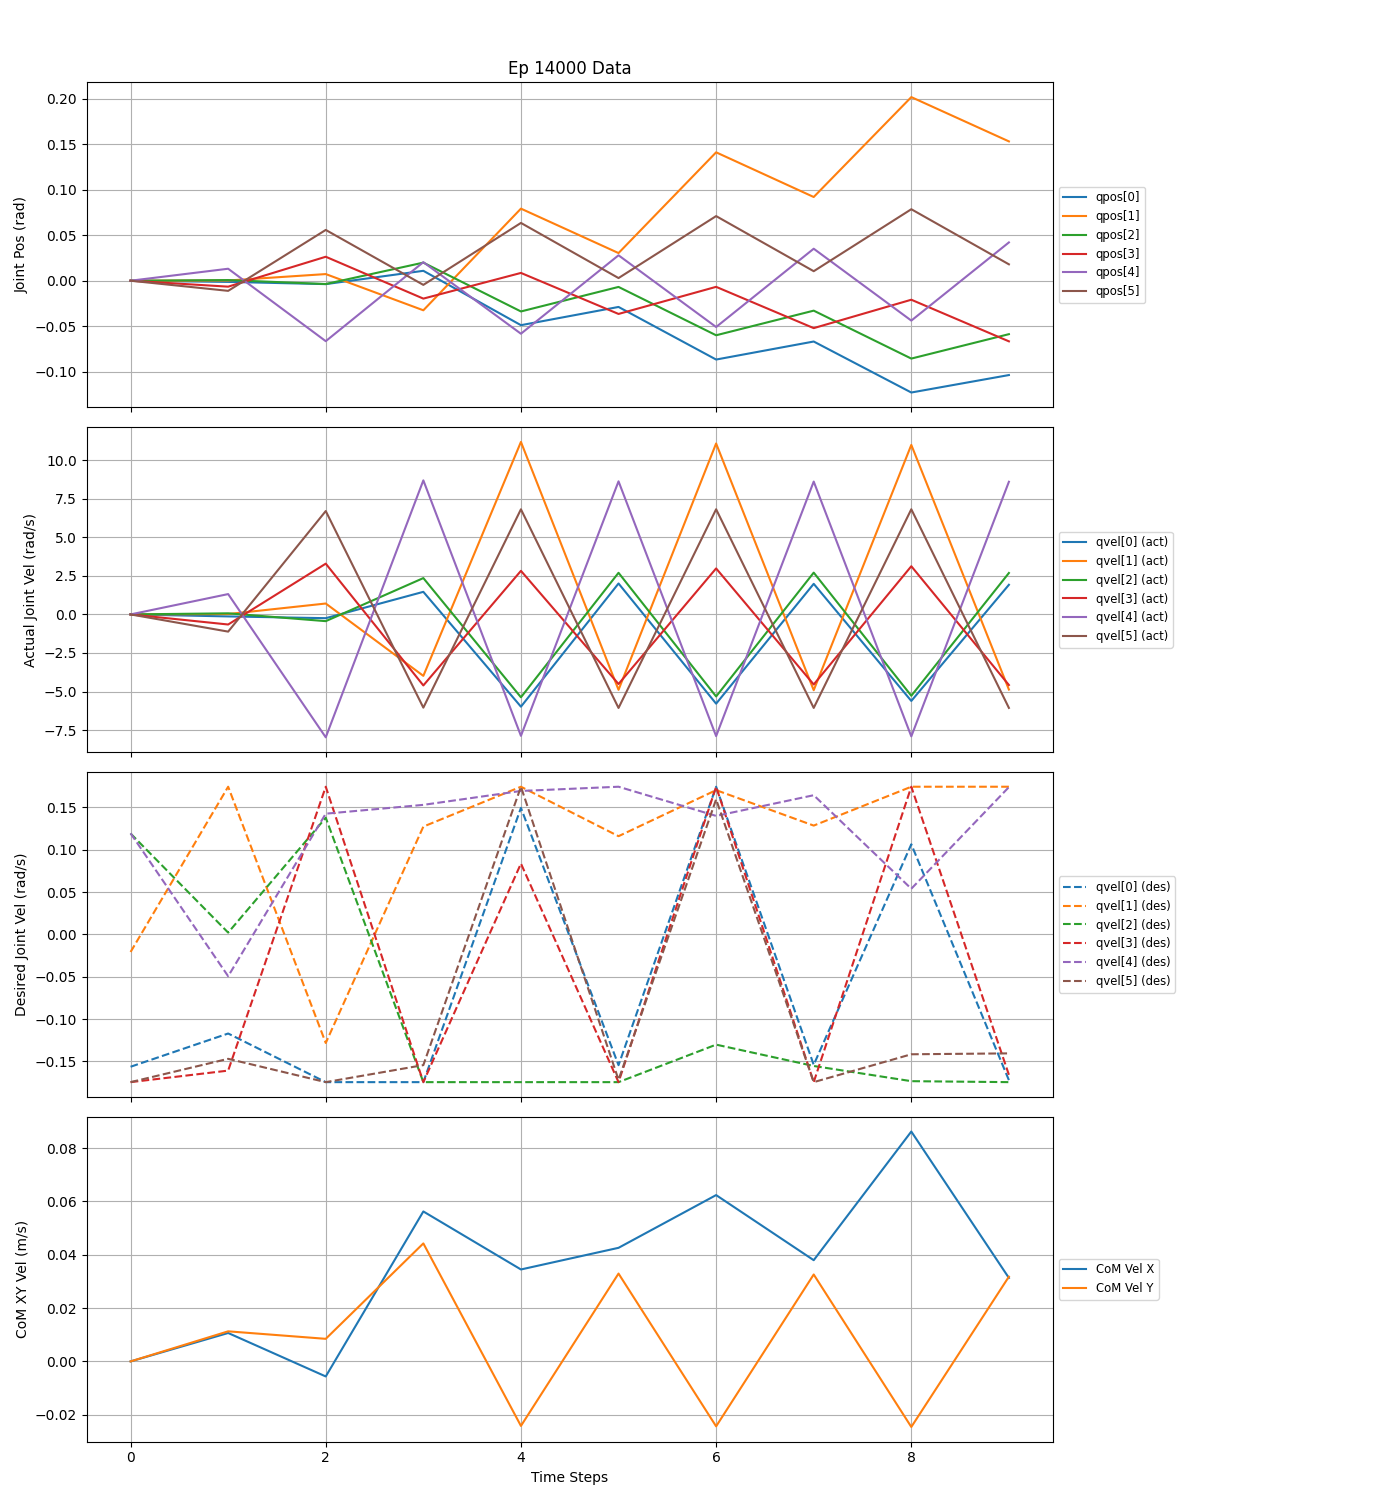 Ep 14000 Data
Joint Pos (rad)
0.20
0.15
0.10
0.05
0.00
−0.05
−0.10
qpos[0]
qpos[1]
qpos[2]
qpos[3]
qpos[4]
qpos[5]
Actual Joint Vel (rad/s)
10.0
7.5
5.0
2.5
0.0
−2.5
−5.0
−7.5
qvel[0] (act)
qvel[1] (act)
qvel[2] (act)
qvel[3] (act)
qvel[4] (act)
qvel[5] (act)
Desired Joint Vel (rad/s)
0.15
0.10
0.05
0.00
−0.05
−0.10
−0.15
qvel[0] (des)
qvel[1] (des)
qvel[2] (des)
qvel[3] (des)
qvel[4] (des)
qvel[5] (des)
CoM XY Vel (m/s)
0.08
0.06
0.04
0.02
0.00
−0.02
CoM Vel X
CoM Vel Y
0 2 4 6 8
Time Steps